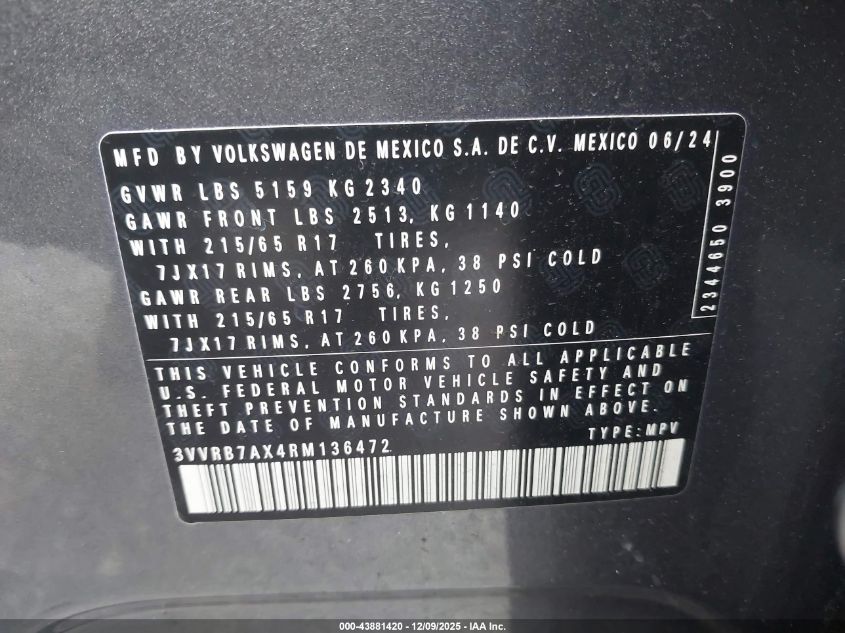 MFD BY VOLKSWAGEN DE MEXICO S.A. DE C.V. MEXICO 06/24
GVWR LBS 5159 KG 2340
GAWR FRONT LBS 2513, KG 1140
WITH 215/65 R17 TIRES,
7JX17 RIMS, AT 260 KPA, 38 PSI COLD
GAWR REAR LBS 2756, KG 1250
WITH 215/65 R17 TIRES,
7JX17 RIMS, AT 260 KPA, 38 PSI COLD
2344650 3900
THIS VEHICLE CONFORMS TO ALL APPLICABLE
U.S. FEDERAL MOTOR VEHICLE SAFETY AND
THEFT PREVENTION STANDARDS IN EFFECT ON
THE DATE OF MANUFACTURE SHOWN ABOVE.
TYPE:MPV
3VVRB7AX4RM136472
000-43881420 - 12/09/2025 - IAA Inc.